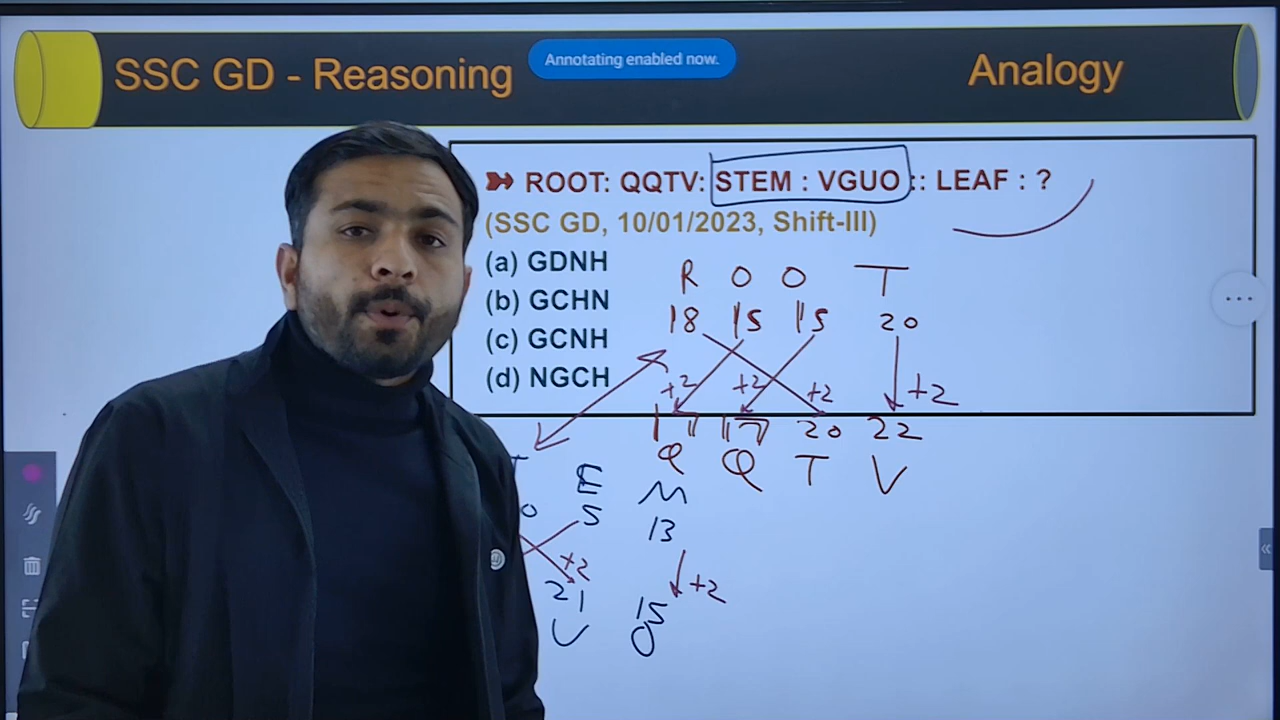 SSC GD - Reasoning
Annotating enabled now.
Analogy
ROOT: QQTV: STEM : VGUO :: LEAF : ?
(SSC GD, 10/01/2023, Shift-III)
(a) GDNH
(b) GCHN
(c) GCNH
(d) NGCH
R O O T
18 15 15 20
+2 +2 +2 +2
17 17 20 22
Q Q T V
E M
5 13
+2 +2
21 15
U O